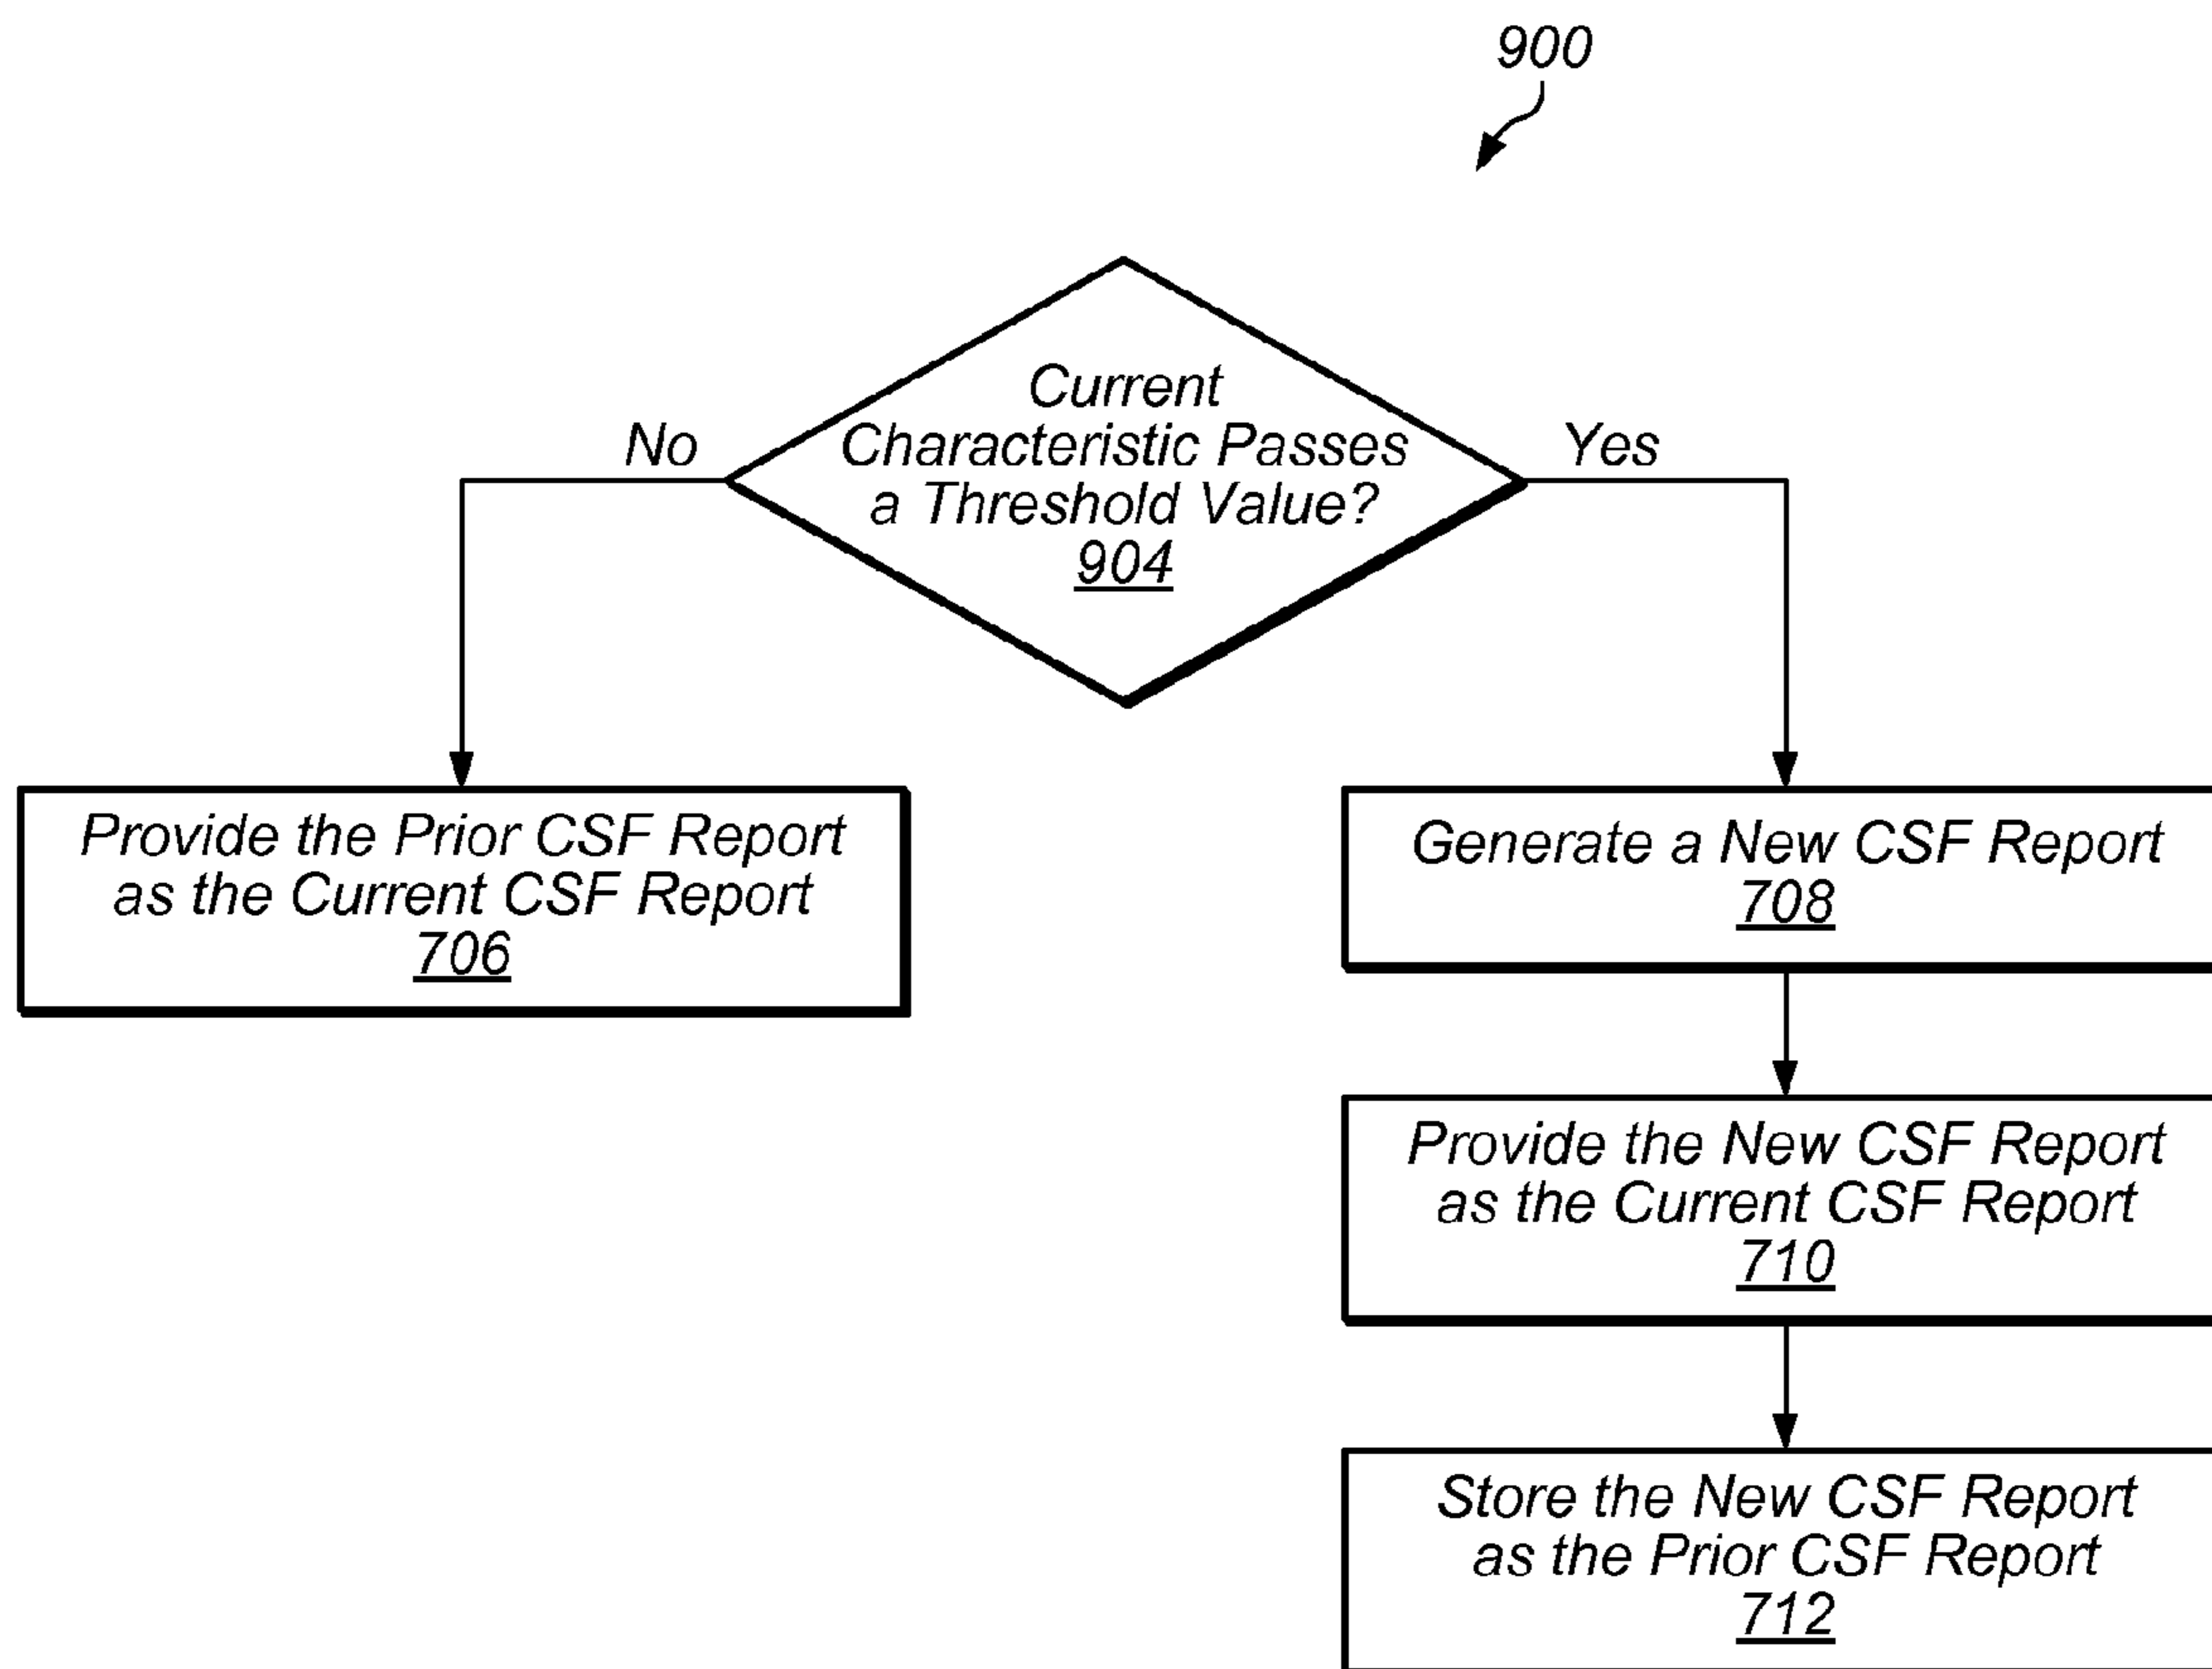 900
Current
Characteristic Passes
a Threshold Value?
904
No
Yes
Provide the Prior CSF Report
as the Current CSF Report
706
Generate a New CSF Report
708
Provide the New CSF Report
as the Current CSF Report
710
Store the New CSF Report
as the Prior CSF Report
712